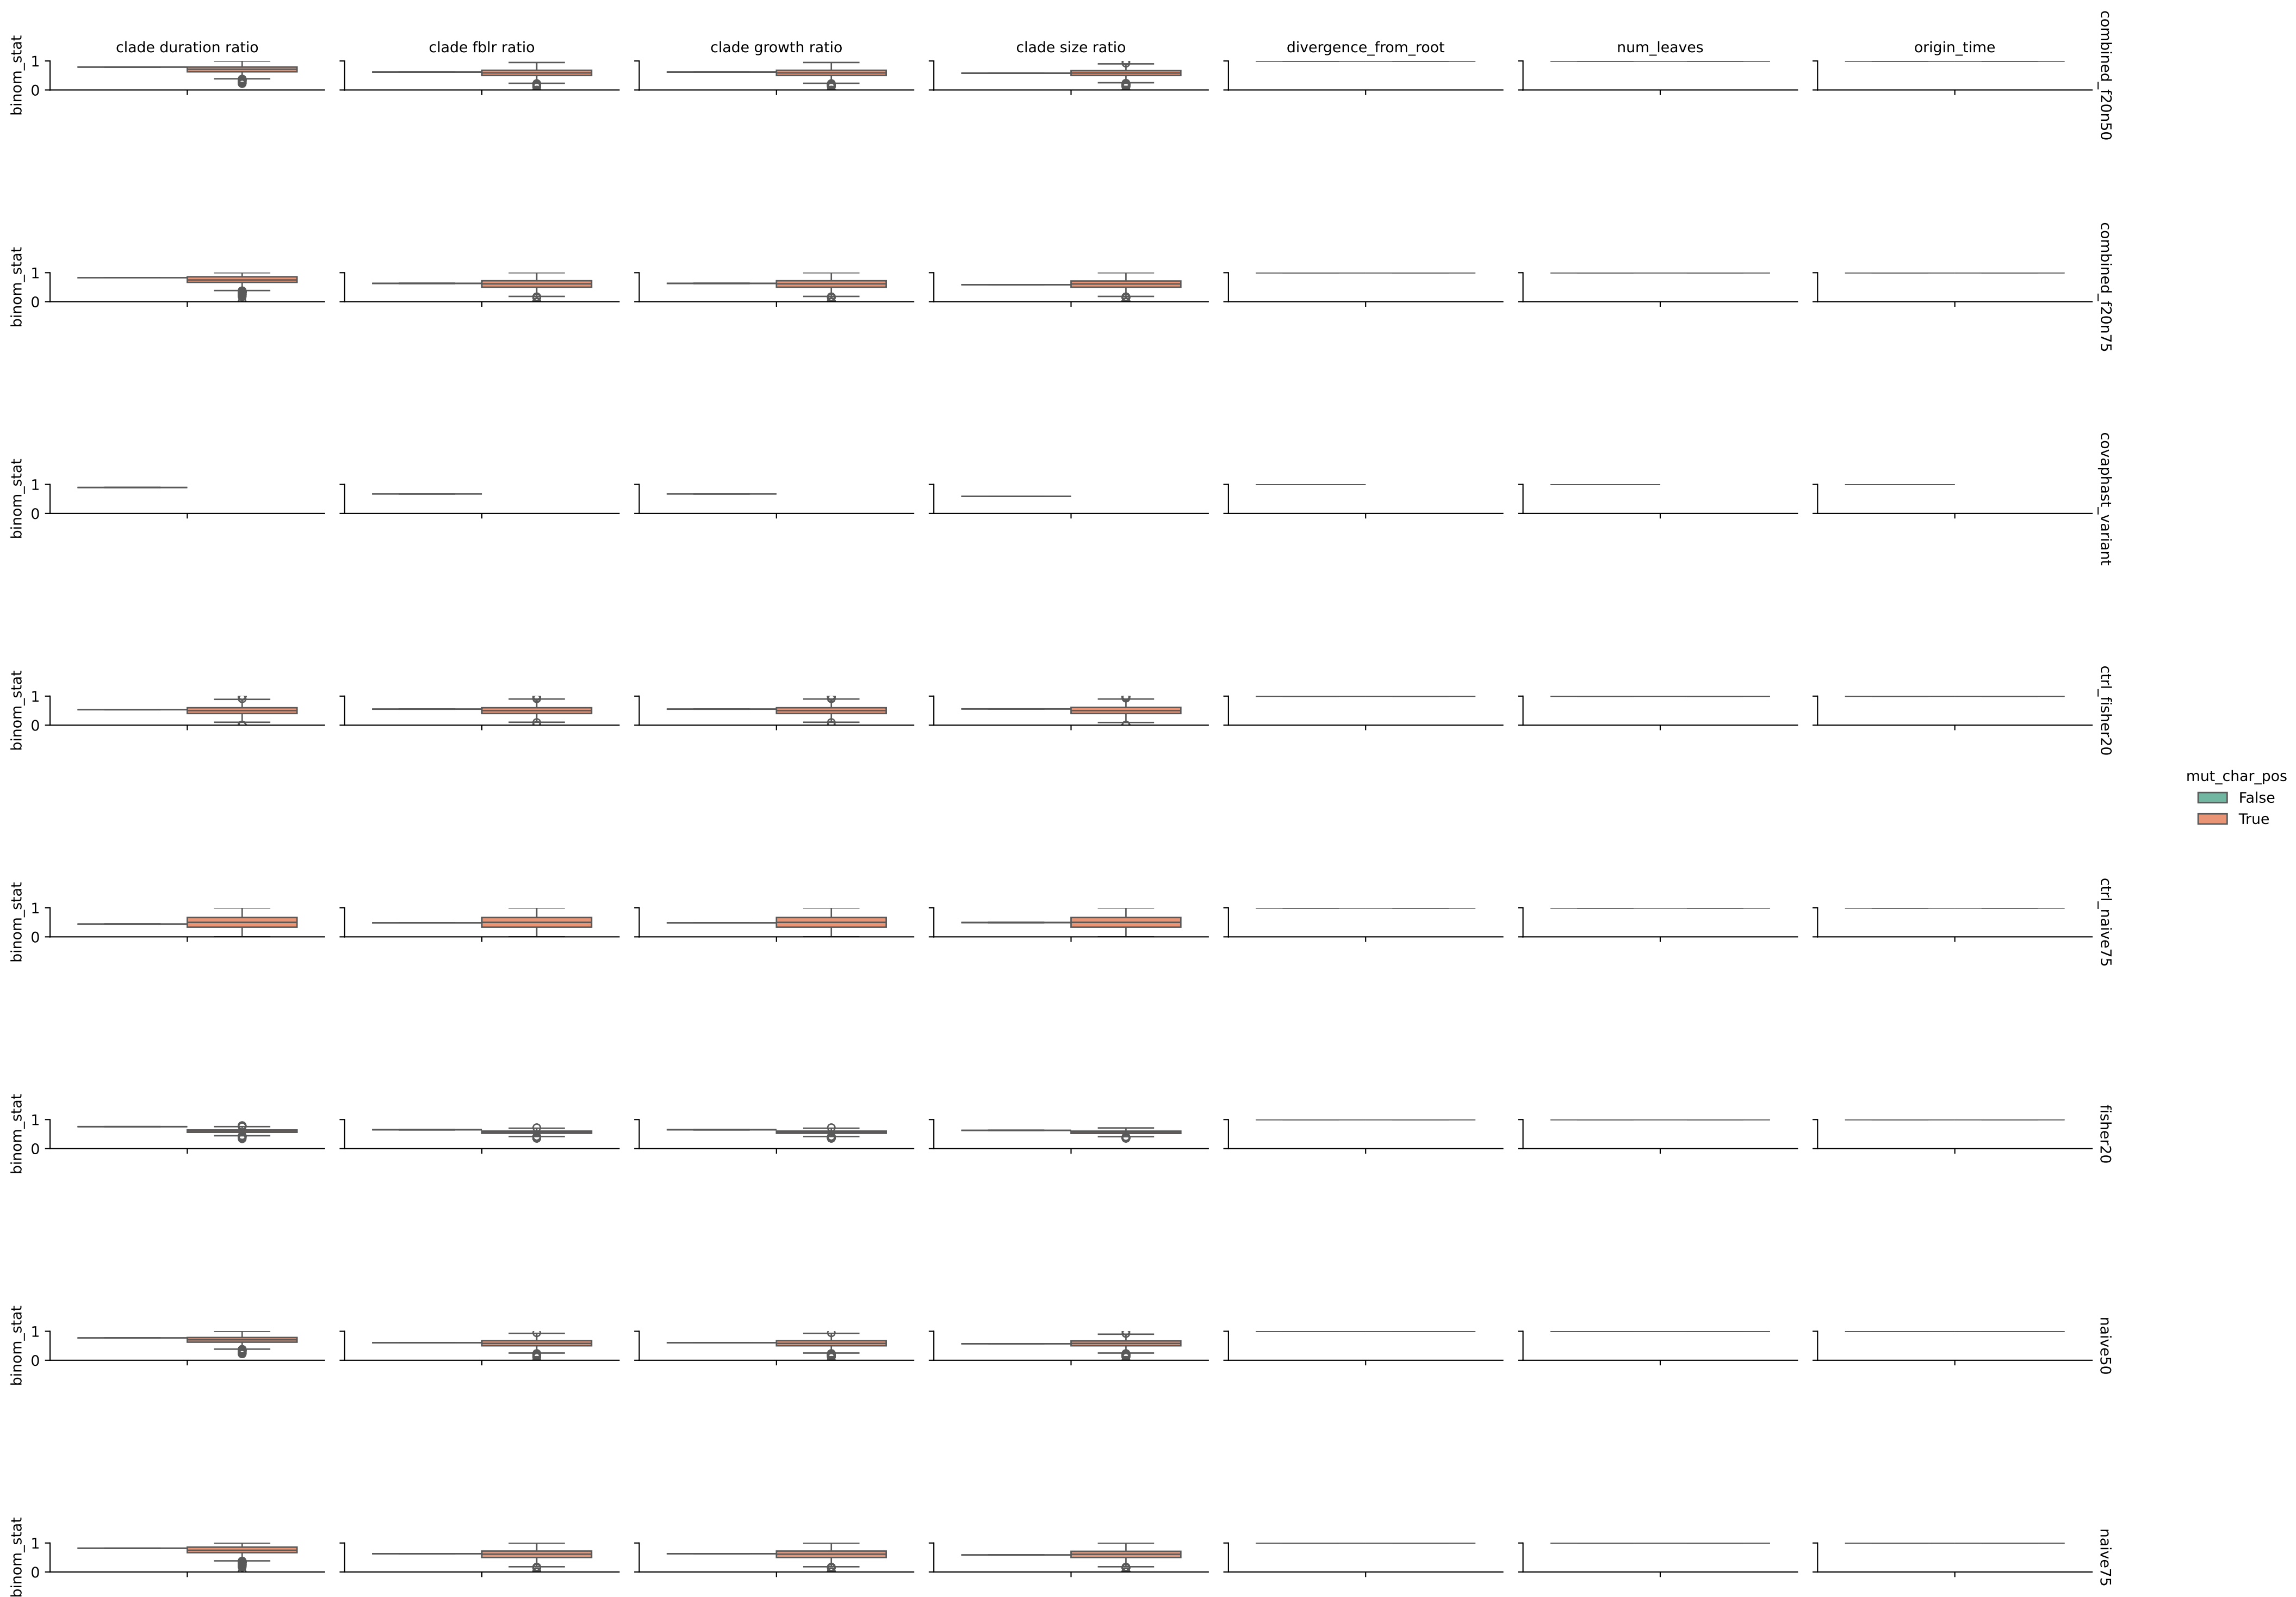 clade duration ratio
clade fblr ratio
clade growth ratio
clade size ratio
divergence_from_root
num_leaves
origin_time
combined_f20n50
binom_stat
1
0
combined_f20n75
binom_stat
1
0
covaphast_variant
binom_stat
1
0
ctrl_fisher20
binom_stat
1
0
mut_char_pos
False
True
ctrl_naive75
binom_stat
1
0
fisher20
binom_stat
1
0
naive50
binom_stat
1
0
naive75
binom_stat
1
0